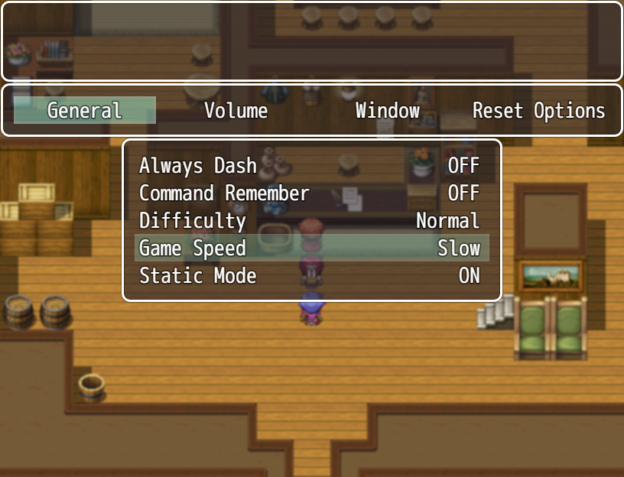 General Volume Window Reset Options
Always Dash OFF
Command Remember OFF
Difficulty Normal
Game Speed Slow
Static Mode ON